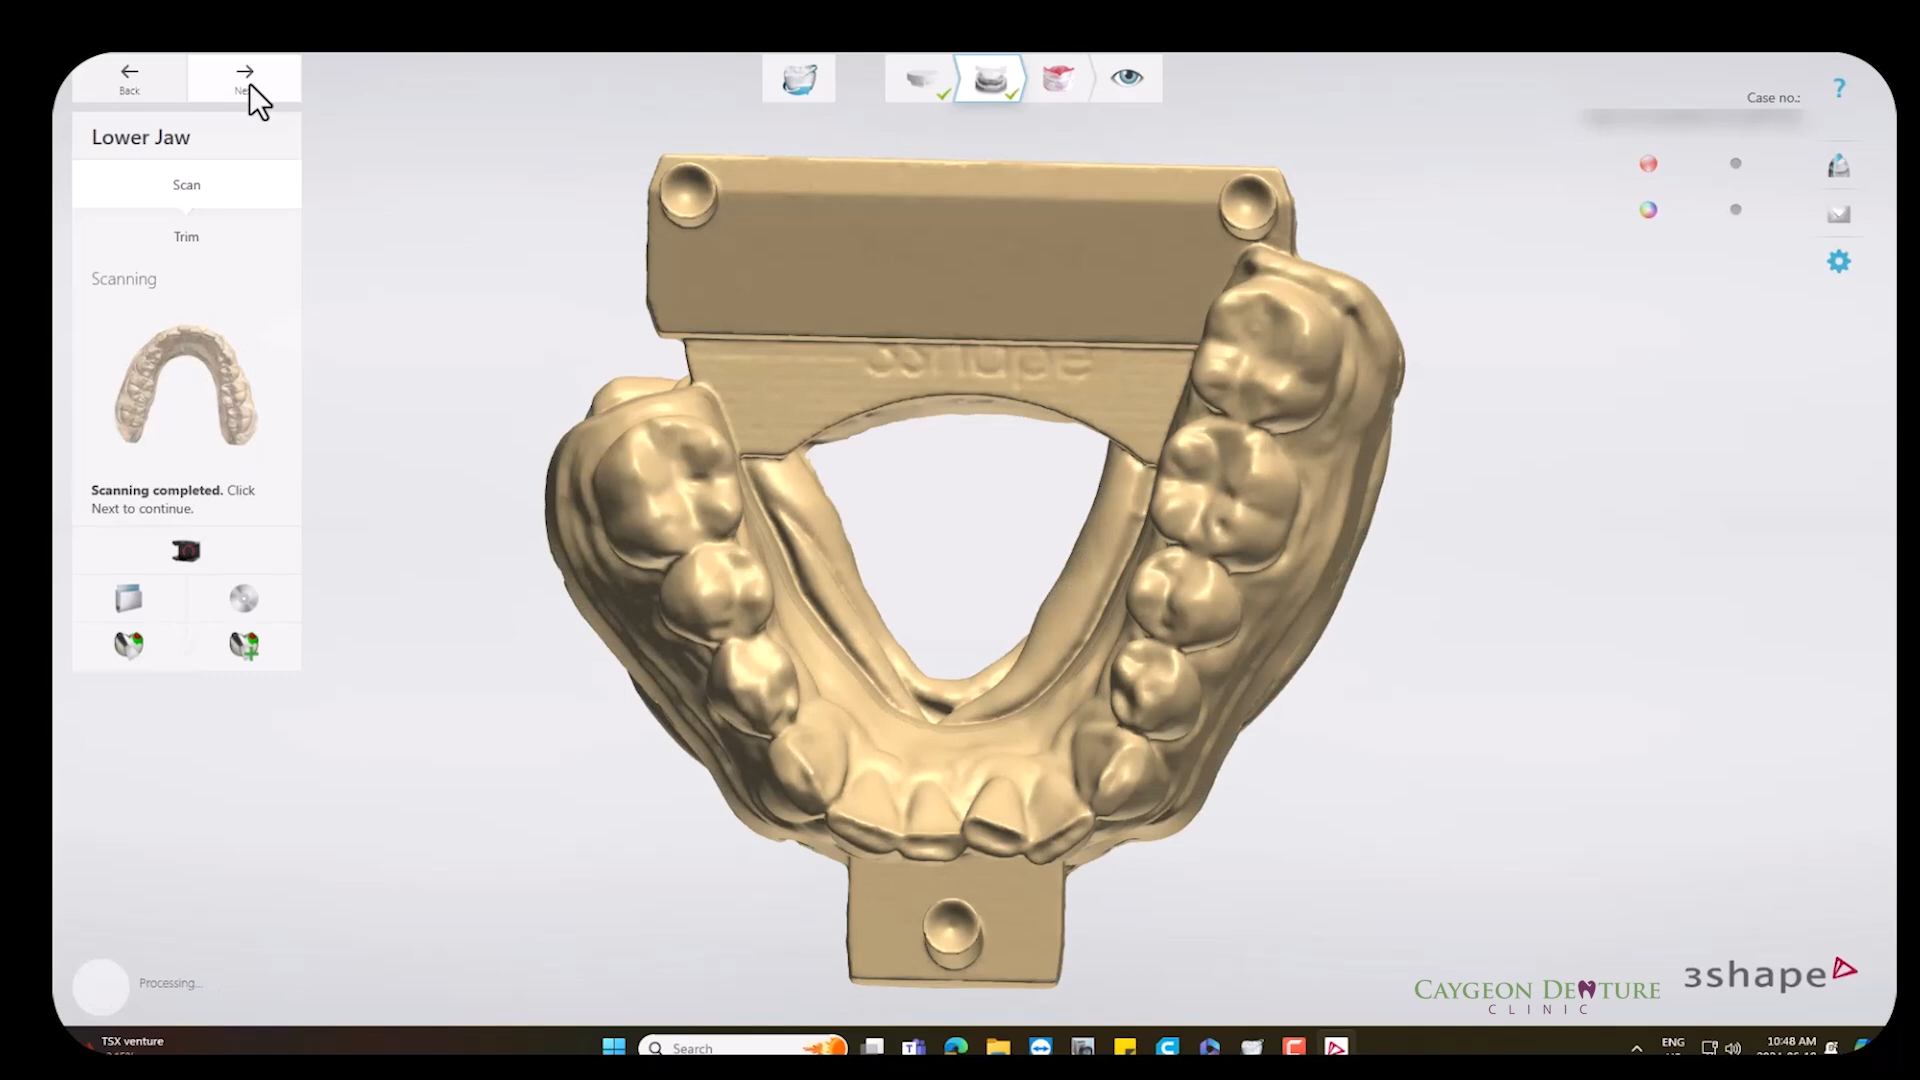 Back
Case no.:
Lower Jaw
Scan
Trim
Scanning
Scanning completed. Click
Next to continue.
Processing...
CAYGEON DENTURE
CLINIC
3shape
TSX venture
Search
ENG
10:48 AM